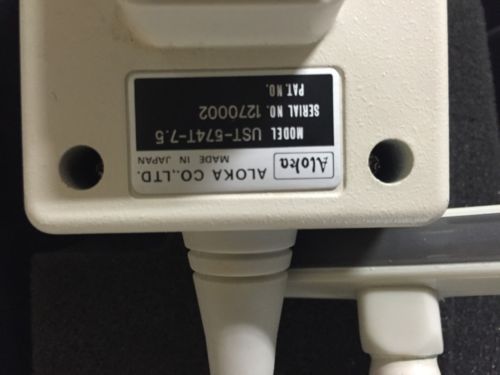 Aloka ALOKA CO.,LTD.
MADE IN JAPAN
MODEL UST-574T-7.5
SERIAL NO. 1270002
PAT. NO.